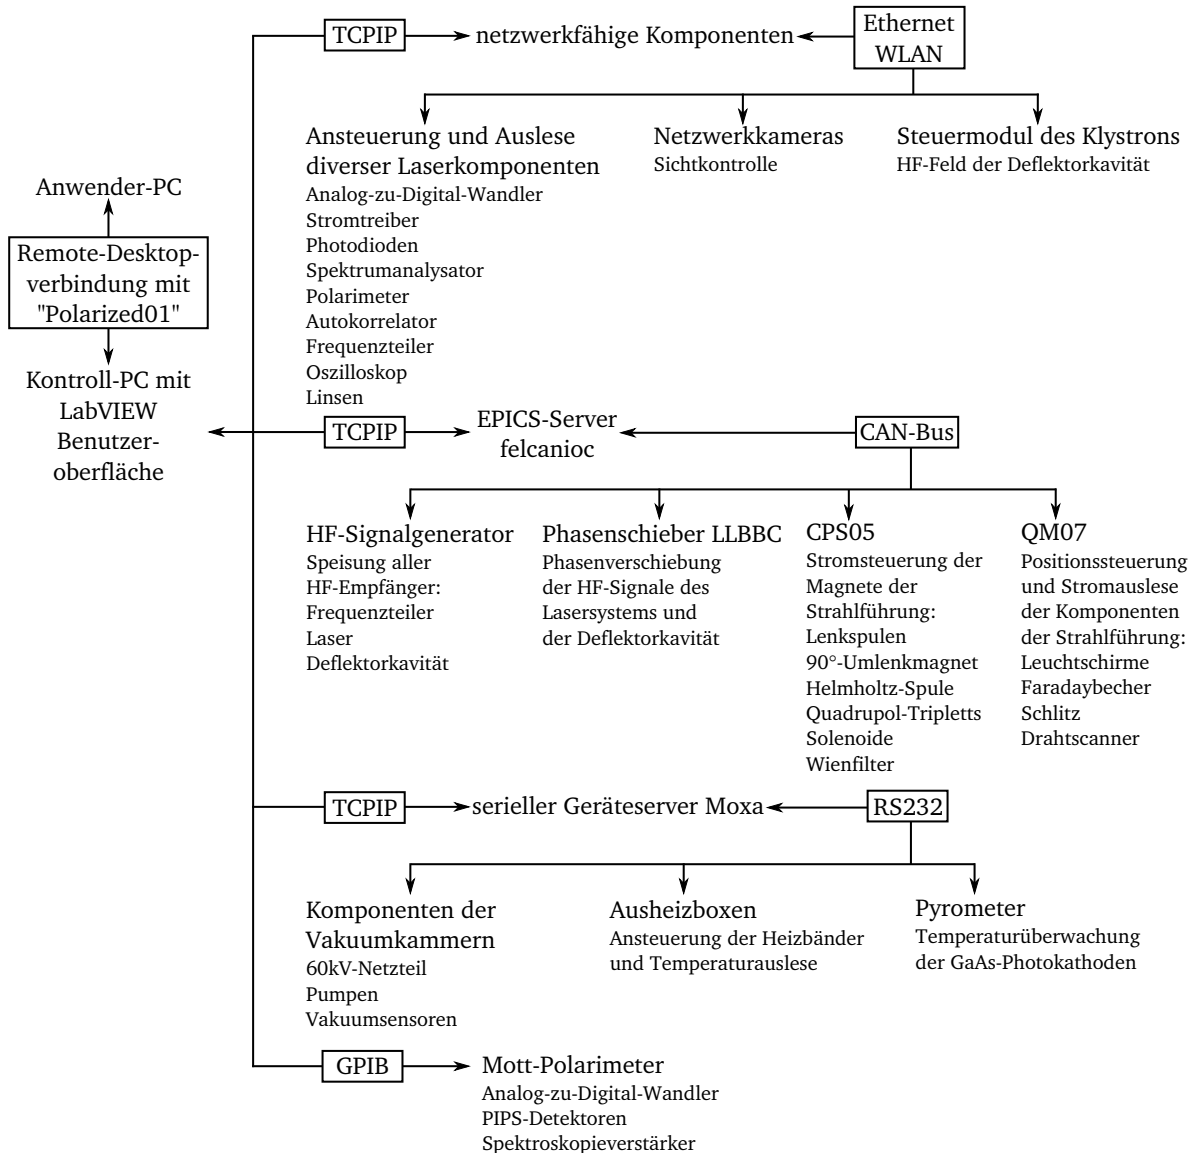 TCPIP
netzwerkfähige Komponenten
Ethernet
WLAN
Ansteuerung und Auslese
diverser Laserkomponenten
Analog-zu-Digital-Wandler
Stromtreiber
Photodioden
Spektrumanalysator
Polarimeter
Autokorrelator
Frequenzteiler
Oszilloskop
Linsen
Netzwerkkameras
Sichtkontrolle
Steuermodul des Klystrons
HF-Feld der Deflektorkavität
Anwender-PC
Remote-Desktop-
verbindung mit
"Polarized01"
Kontroll-PC mit
LabVIEW
Benutzer-
oberfläche
TCPIP
EPICS-Server
felcanioc
CAN-Bus
HF-Signalgenerator
Speisung aller
HF-Empfänger:
Frequenzteiler
Laser
Deflektorkavität
Phasenschieber LLBBC
Phasenverschiebung
der HF-Signale des
Lasersystems und
der Deflektorkavität
CPS05
Stromsteuerung der
Magnete der
Strahlführung:
Lenkspulen
90°-Umlenkmagnet
Helmholtz-Spule
Quadrupol-Tripletts
Solenoide
Wienfilter
QM07
Positionssteuerung
und Stromauslese
der Komponenten
der Strahlführung:
Leuchtschirme
Faradaybecher
Schlitz
Drahtscanner
TCPIP
serieller Geräteserver Moxa
RS232
Komponenten der
Vakuumkammern
60kV-Netzteil
Pumpen
Vakuumsensoren
Ausheizboxen
Ansteuerung der Heizbänder
und Temperaturauslese
Pyrometer
Temperaturüberwachung
der GaAs-Photokathoden
GPIB
Mott-Polarimeter
Analog-zu-Digital-Wandler
PIPS-Detektoren
Spektroskopieverstärker